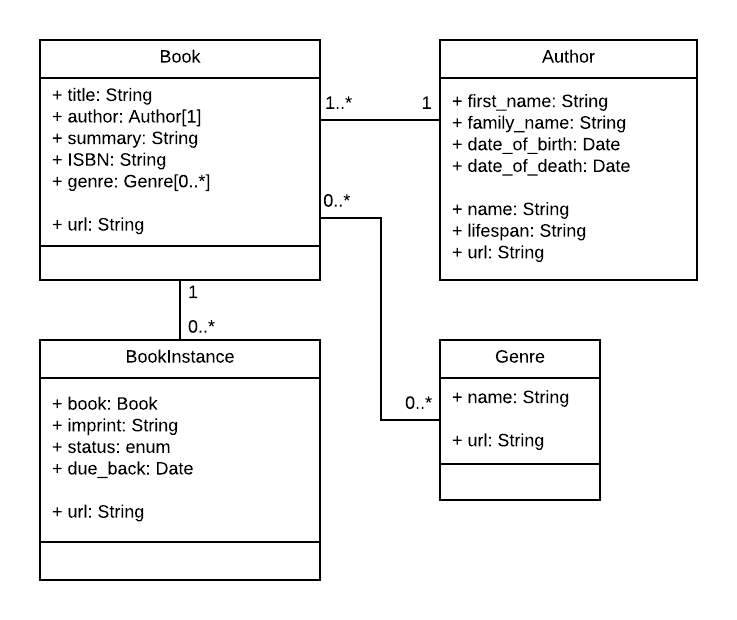 Book
+ title: String
+ author: Author[1]
+ summary: String
+ ISBN: String
+ genre: Genre[0..*]
+ url: String
1..*
1
Author
+ first_name: String
+ family_name: String
+ date_of_birth: Date
+ date_of_death: Date
+ name: String
+ lifespan: String
+ url: String
0..*
1
0..*
BookInstance
+ book: Book
+ imprint: String
+ status: enum
+ due_back: Date
+ url: String
0..*
Genre
+ name: String
+ url: String